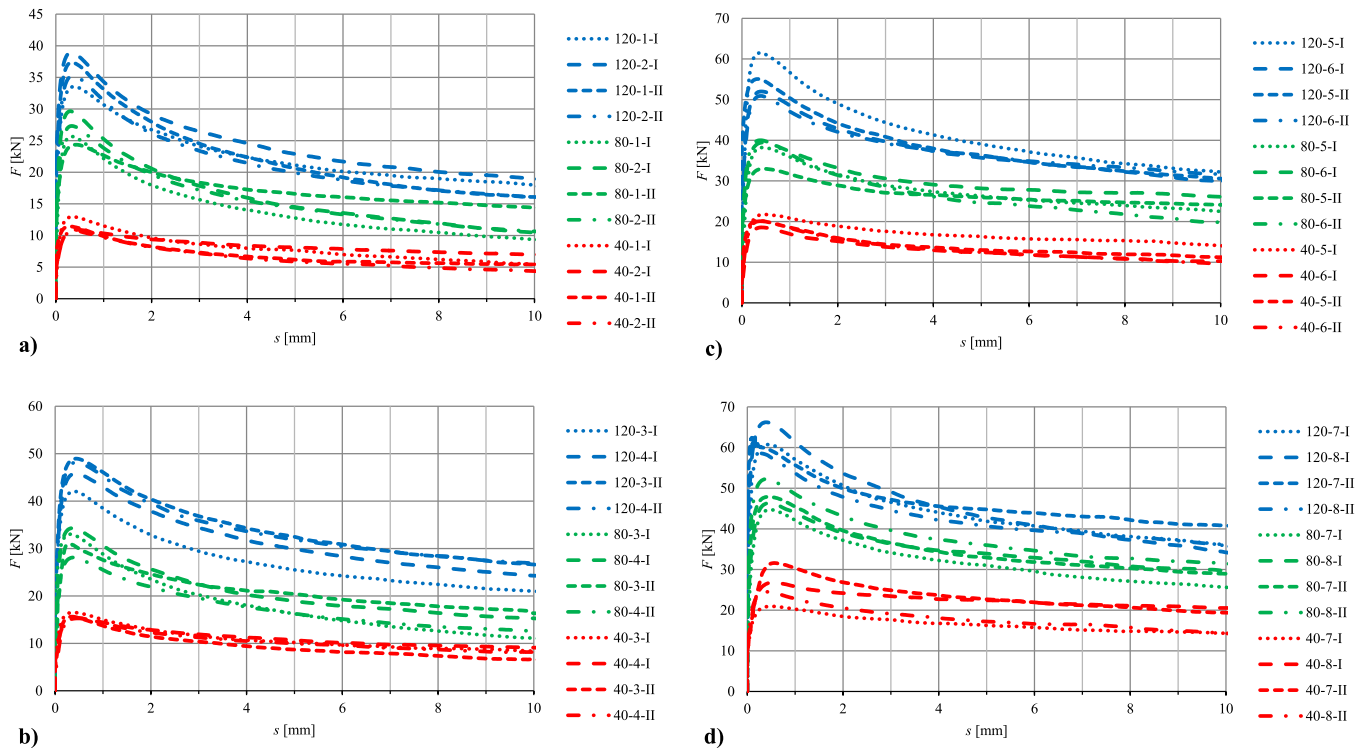 45
40
35
30
25
20
15
10
5
0
F [kN]
0
2
4
6
8
10
s [mm]
a)
120-1-I
120-2-I
120-1-II
120-2-II
80-1-I
80-2-I
80-1-II
80-2-II
40-1-I
40-2-I
40-1-II
40-2-II
70
60
50
40
30
20
10
0
F [kN]
0
2
4
6
8
10
s [mm]
c)
120-5-I
120-6-I
120-5-II
120-6-II
80-5-I
80-6-I
80-5-II
80-6-II
40-5-I
40-6-I
40-5-II
40-6-II
60
50
40
30
20
10
0
F [kN]
0
2
4
6
8
10
s [mm]
b)
120-3-I
120-4-I
120-3-II
120-4-II
80-3-I
80-4-I
80-3-II
80-4-II
40-3-I
40-4-I
40-3-II
40-4-II
70
60
50
40
30
20
10
0
F [kN]
0
1
2
3
4
5
6
7
8
9
10
s [mm]
d)
120-7-I
120-8-I
120-7-II
120-8-II
80-7-I
80-8-I
80-7-II
80-8-II
40-7-I
40-8-I
40-7-II
40-8-II